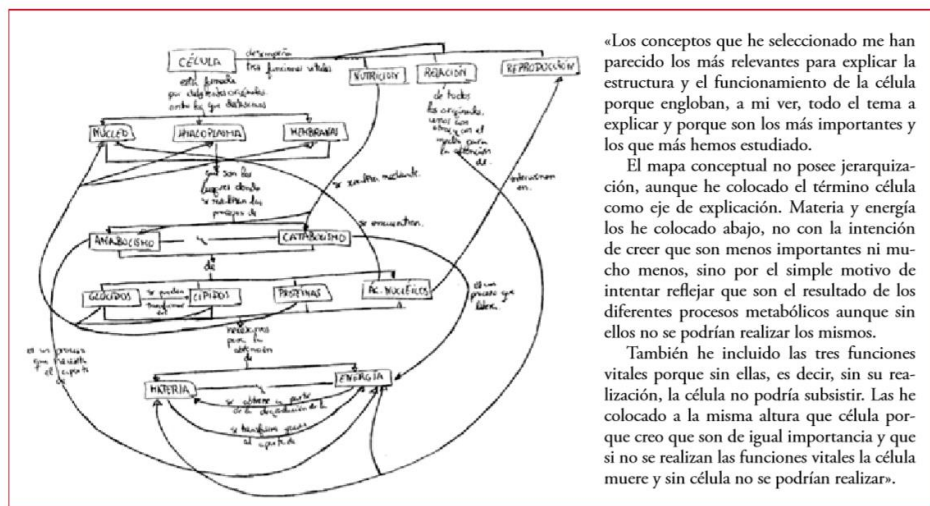 CÉLULA
desempeña
tres funciones vitales
NUTRICION
RELACIÓN
REPRODUCCIÓN
está formada
por diferentes orgánulos
entre los que destacamos
de todos
los orgánulos
unos con
otros y con el
medio para
la obtención
de.
NÚCLEO
HIALOPLASMA
MEMBRANAS
que son los
lugares donde
se realizan los
procesos de
se realiza mediante.
intervienen
en.
se encuentran.
ANABOLISMO
CATABOLISMO
de
GLÚCIDOS
se pueden
transformar
en
LÍPIDOS
PROTEÍNAS
AC. NUCLEICOS
es un
proceso que
libera.
necesarios
para la
obtención
de
es un proceso
que necesita
el aporte
de
MATERIA
ENERGÍA
se obtiene a partir
de la degradación de la
se transforma gracias
al aporte de
«Los conceptos que he seleccionado me han
parecido los más relevantes para explicar la
estructura y el funcionamiento de la célula
porque engloban, a mi ver, todo el tema a
explicar y porque son los más importantes y
los que más hemos estudiado.
El mapa conceptual no posee jerarquiza-
ción, aunque he colocado el término célula
como eje de explicación. Materia y energía
los he colocado abajo, no con la intención
de creer que son menos importantes ni mu-
cho menos, sino por el simple motivo de
intentar reflejar que son el resultado de los
diferentes procesos metabólicos aunque sin
ellos no se podrían realizar los mismos.
También he incluido las tres funciones
vitales porque sin ellas, es decir, sin su rea-
lización, la célula no podría subsistir. Las he
colocado a la misma altura que célula por-
que creo que son de igual importancia y que
si no se realizan las funciones vitales la célula
muere y sin célula no se podrían realizar».